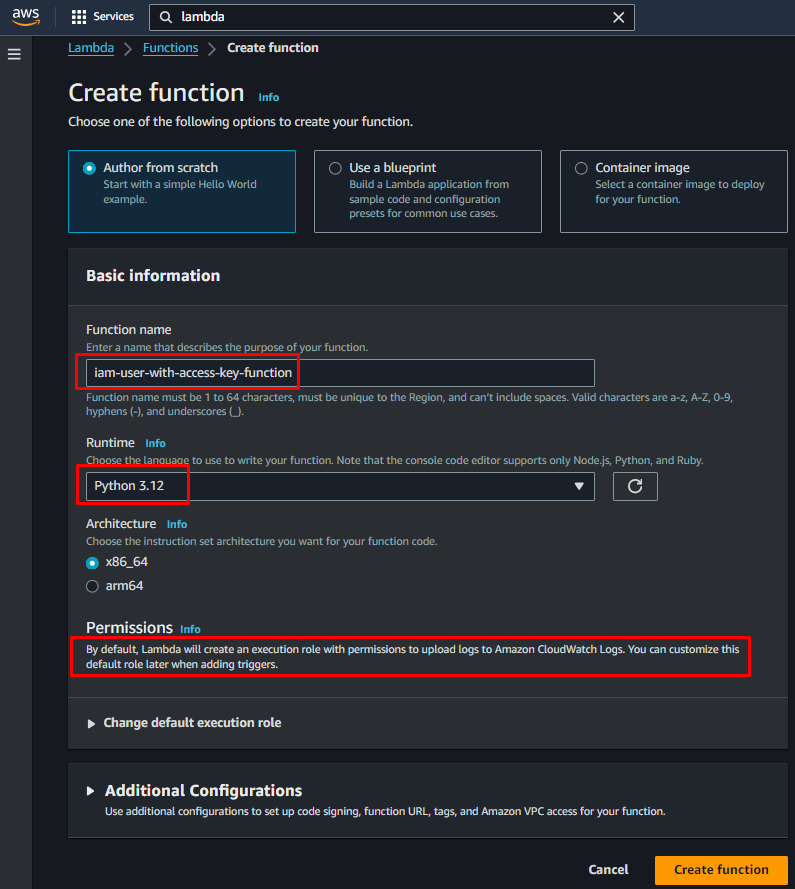 aws
Services
lambda
Lambda > Functions > Create function
Create function Info
Choose one of the following options to create your function.
Author from scratch
Start with a simple Hello World
example.
Use a blueprint
Build a Lambda application from
sample code and configuration
presets for common use cases.
Container image
Select a container image to deploy
for your function.
Basic information
Function name
Enter a name that describes the purpose of your function.
iam-user-with-access-key-function
Function name must be 1 to 64 characters, must be unique to the Region, and can't include spaces. Valid characters are a-z, A-Z, 0-9,
hyphens (-), and underscores (_).
Runtime Info
Choose the language to use to write your function. Note that the console code editor supports only Node.js, Python, and Ruby.
Python 3.12
Architecture Info
Choose the instruction set architecture you want for your function code.
x86_64
arm64
Permissions Info
By default, Lambda will create an execution role with permissions to upload logs to Amazon CloudWatch Logs. You can customize this
default role later when adding triggers.
Change default execution role
Additional Configurations
Use additional configurations to set up code signing, function URL, tags, and Amazon VPC access for your function.
Cancel
Create function